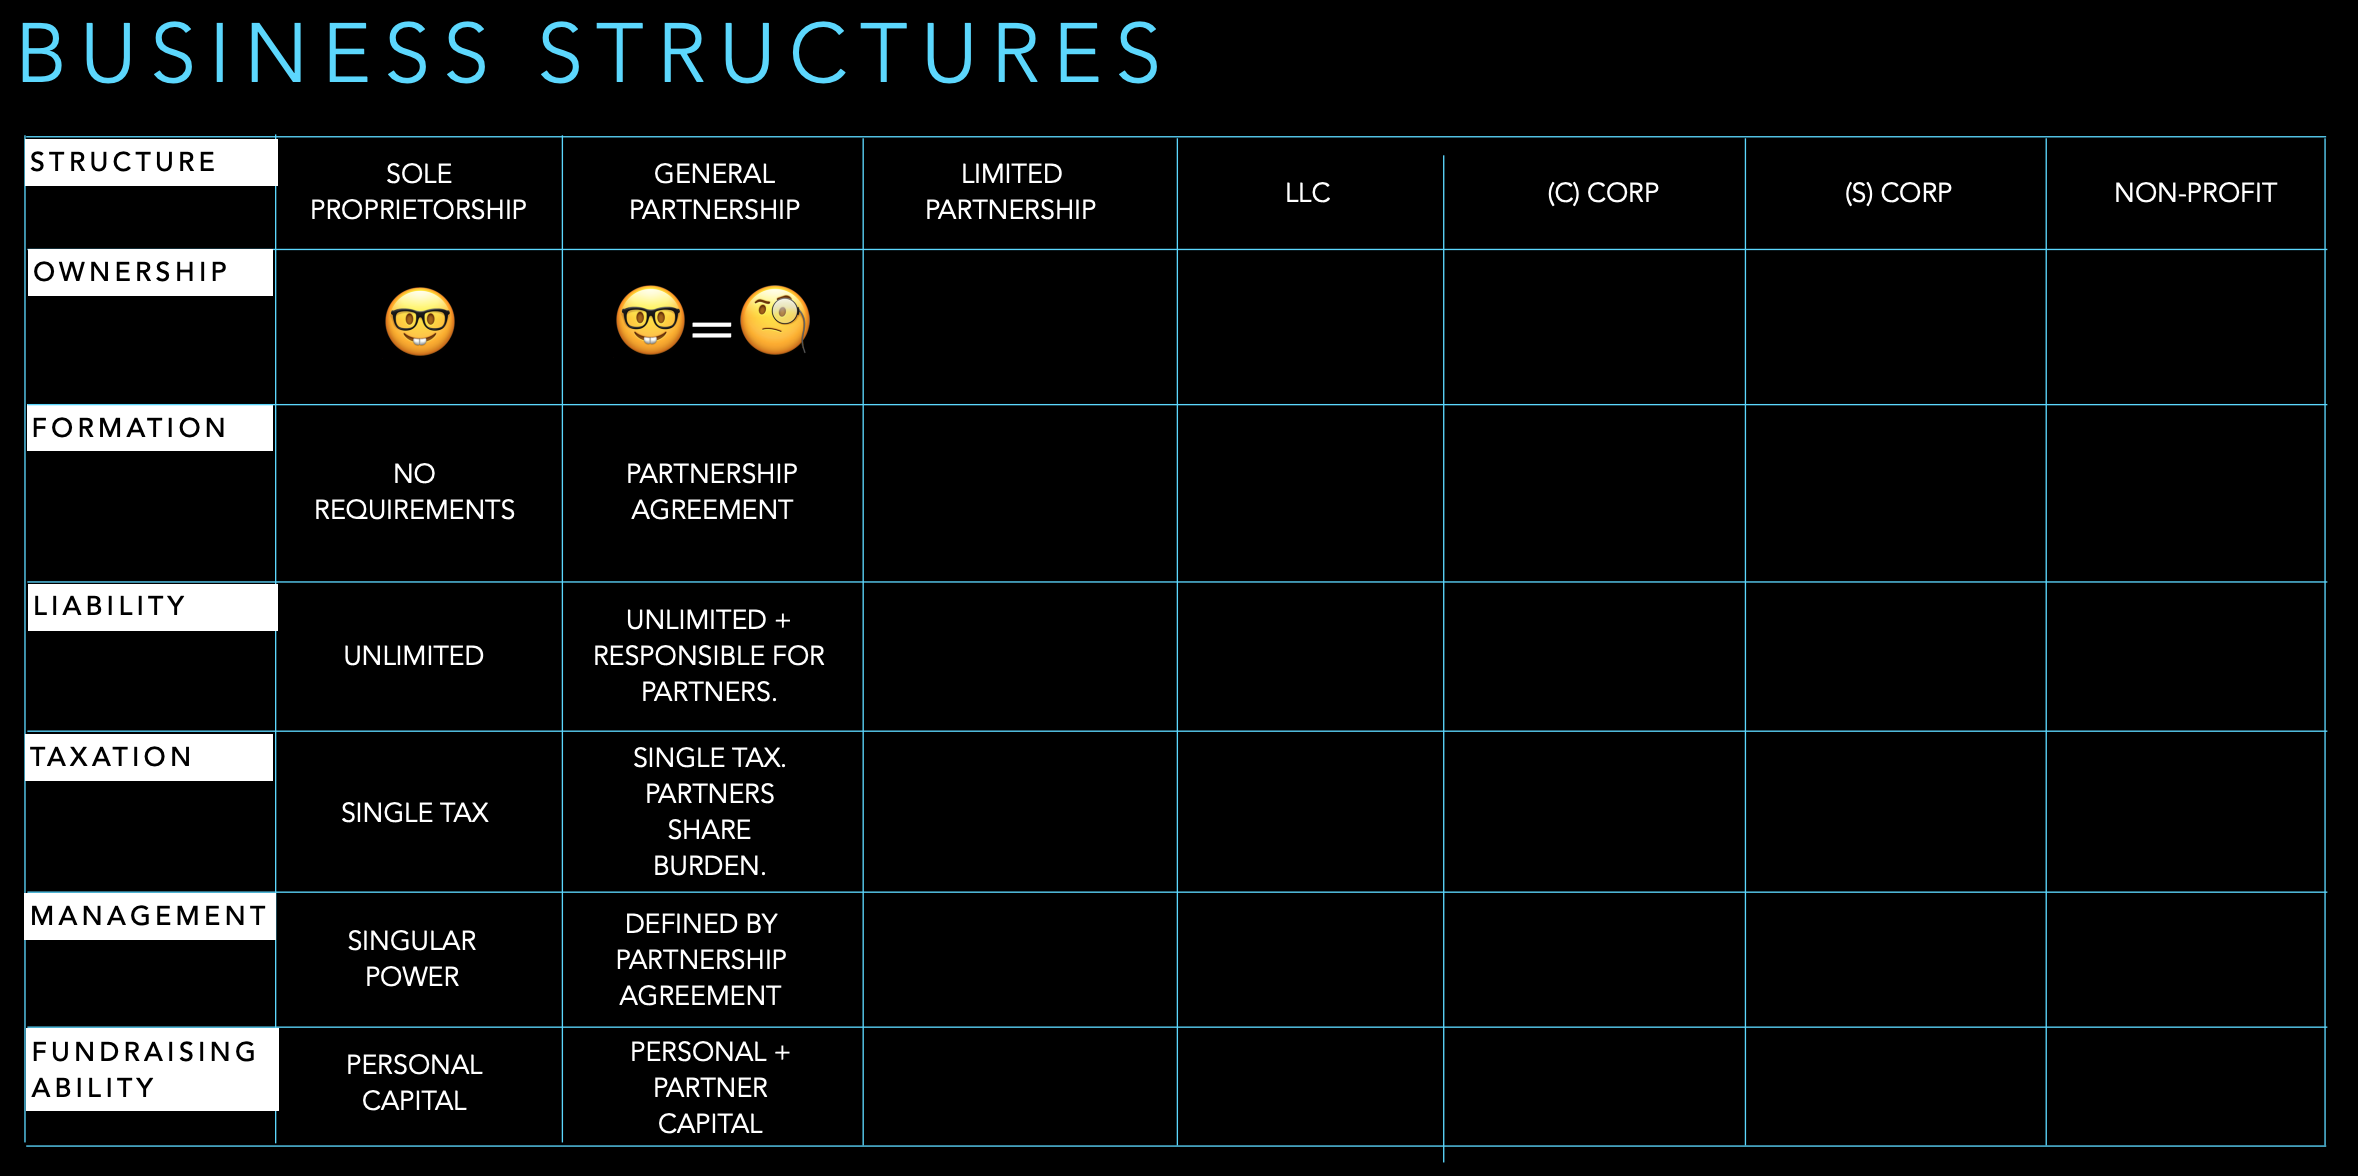 BUSINESS STRUCTURES
STRUCTURE
SOLE
PROPRIETORSHIP
GENERAL
PARTNERSHIP
LIMITED
PARTNERSHIP
LLC
(C) CORP
(S) CORP
NON-PROFIT
OWNERSHIP
=
FORMATION
NO
REQUIREMENTS
PARTNERSHIP
AGREEMENT
LIABILITY
UNLIMITED
UNLIMITED +
RESPONSIBLE FOR
PARTNERS.
TAXATION
SINGLE TAX
SINGLE TAX.
PARTNERS
SHARE
BURDEN.
MANAGEMENT
SINGULAR
POWER
DEFINED BY
PARTNERSHIP
AGREEMENT
FUNDRAISING
ABILITY
PERSONAL
CAPITAL
PERSONAL +
PARTNER
CAPITAL